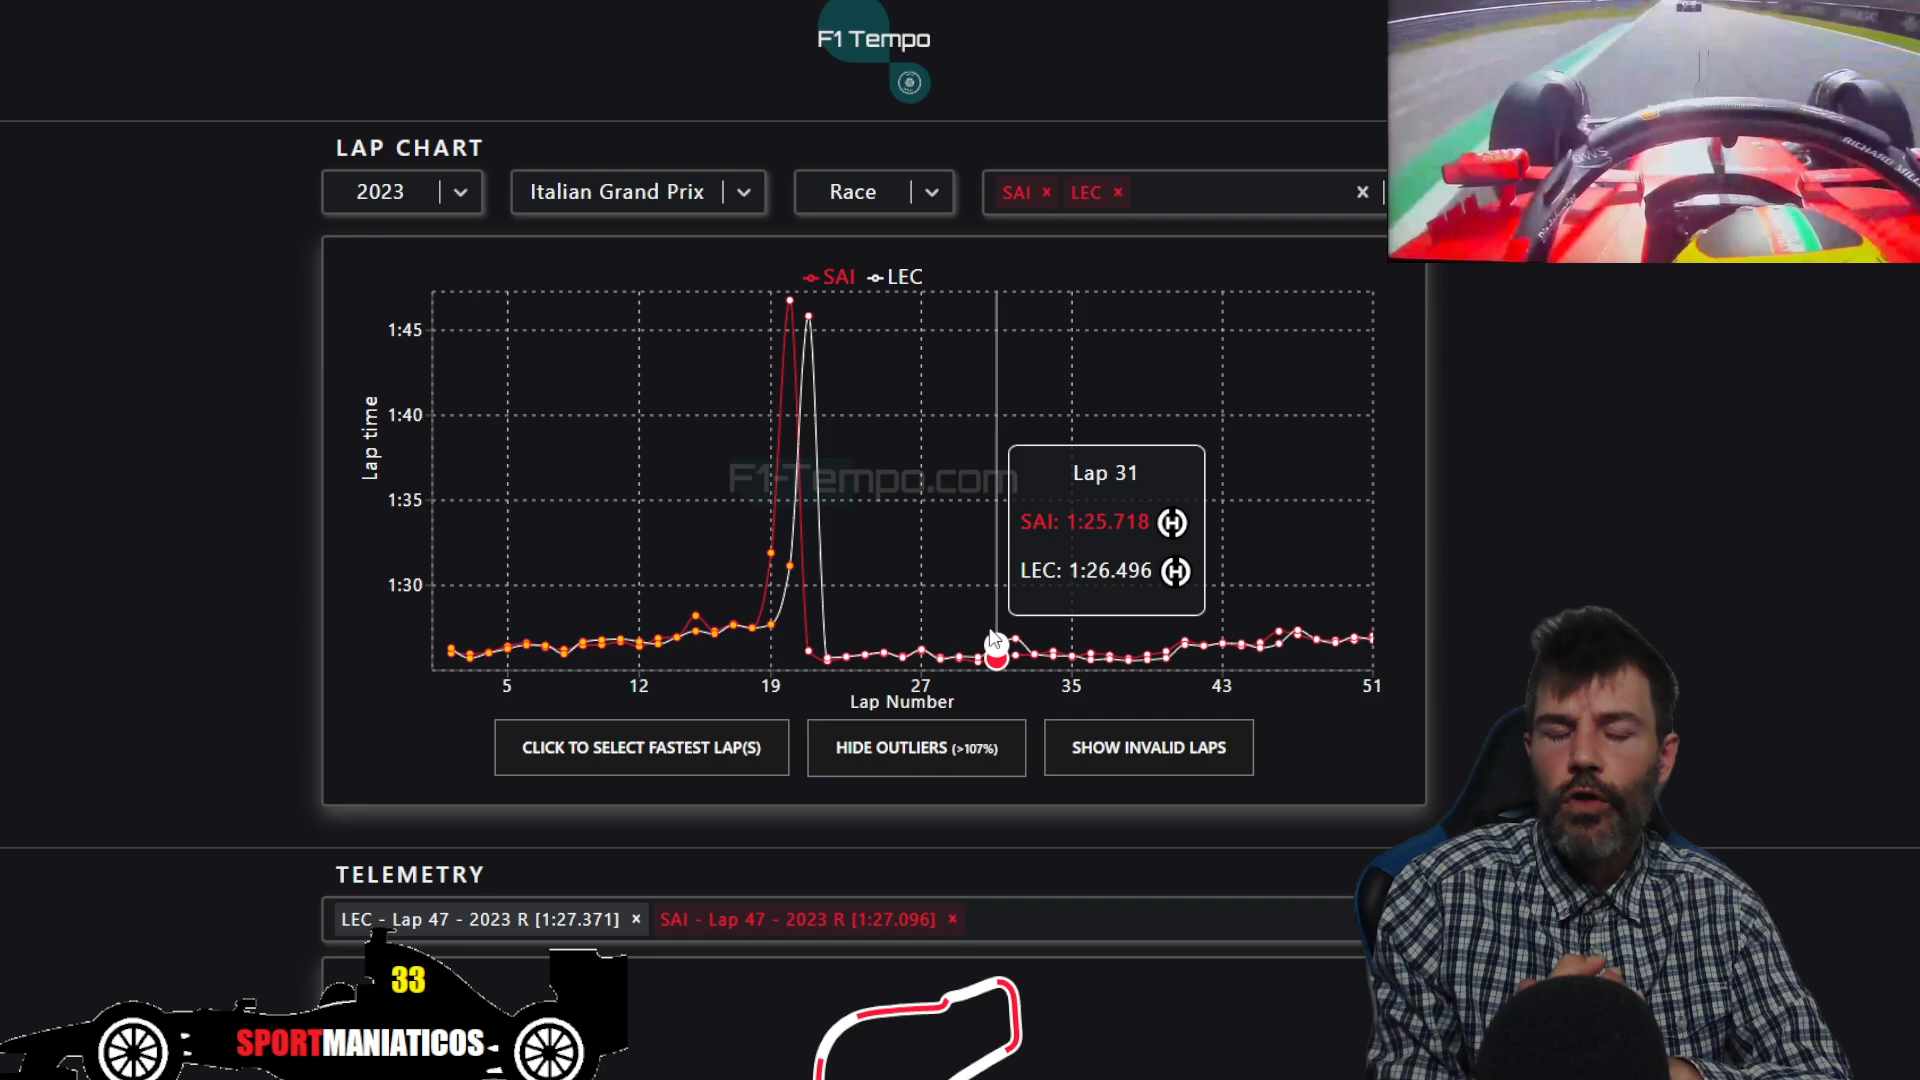 F1 Tempo
LAP CHART
2023
Italian Grand Prix
Race
SAI × LEC ×
SAI LEC
1:45
1:40
1:35
1:30
Lap time
F1-Tempo.com
Lap 31
SAI: 1:25.718 H
LEC: 1:26.496 H
5 12 19 27 35 43 51
Lap Number
CLICK TO SELECT FASTEST LAP(S)
HIDE OUTLIERS (>107%)
SHOW INVALID LAPS
TELEMETRY
LEC - Lap 47 - 2023 R [1:27.371] ×
SAI - Lap 47 - 2023 R [1:27.096] ×
33
SPORTMANIATICOS
aws
RICHARD MILLE